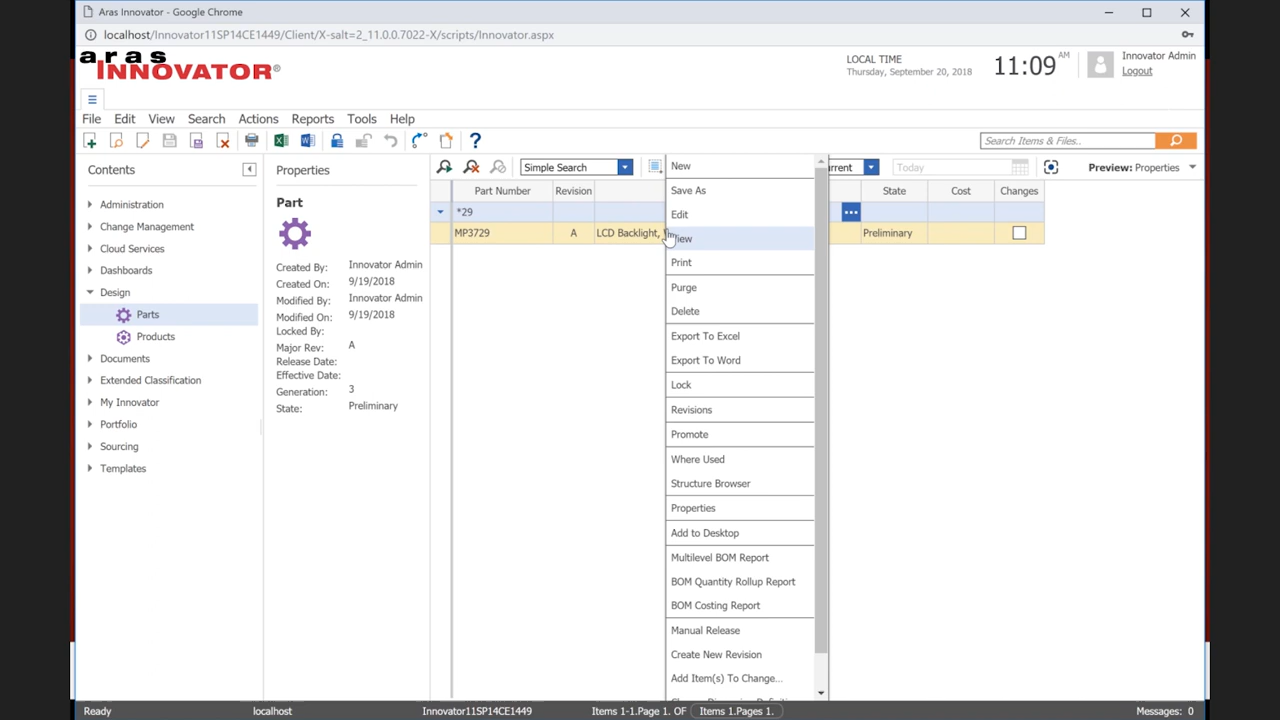 Aras Innovator - Google Chrome
localhost/Innovator11SP14CE1449/Client/X-salt=2_11.0.0.7022-X/scripts/Innovator.aspx
aras
INNOVATOR®
LOCAL TIME
Thursday, September 20, 2018
11:09 AM
Innovator Admin
Logout
File Edit View Search Actions Reports Tools Help
Search Items & Files..
Contents
Administration
Change Management
Cloud Services
Dashboards
Design
Parts
Products
Documents
Extended Classification
My Innovator
Portfolio
Sourcing
Templates
Properties
Part
Created By: Innovator Admin
Created On: 9/19/2018
Modified By: Innovator Admin
Modified On: 9/19/2018
Locked By:
Major Rev: A
Release Date:
Effective Date:
Generation: 3
State: Preliminary
Simple Search
Today
Preview: Properties
Part Number Revision State Cost Changes
*29
MP3729 A LCD Backlight, Preliminary
New
Save As
Edit
View
Print
Purge
Delete
Export To Excel
Export To Word
Lock
Revisions
Promote
Where Used
Structure Browser
Properties
Add to Desktop
Multilevel BOM Report
BOM Quantity Rollup Report
BOM Costing Report
Manual Release
Create New Revision
Add Item(s) To Change...
Ready localhost Innovator11SP14CE1449 Items 1-1.Page 1. OF Items 1.Pages 1. Messages: 0